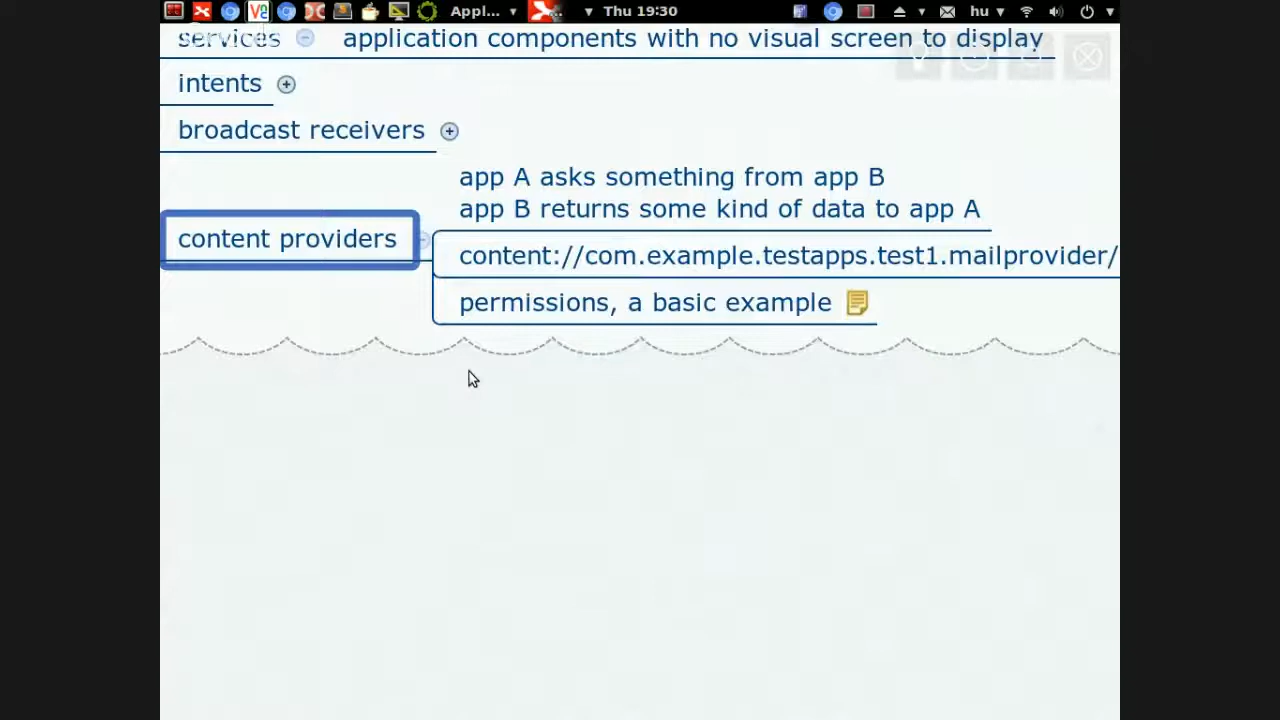 Appl... Thu 19:30 hu
services application components with no visual screen to display
intents
broadcast receivers
app A asks something from app B
app B returns some kind of data to app A
content providers
content://com.example.testapps.test1.mailprovider/
permissions, a basic example